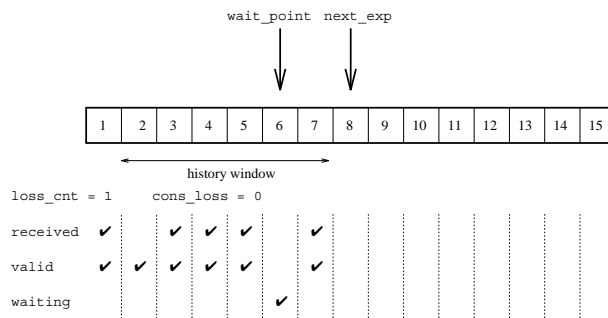 wait_point next_exp
1 2 3 4 5 6 7 8 9 10 11 12 13 14 15
history window
loss_cnt = 1 cons_loss = 0
received ✔ ✔ ✔ ✔ ✔
valid ✔ ✔ ✔ ✔ ✔ ✔
waiting ✔